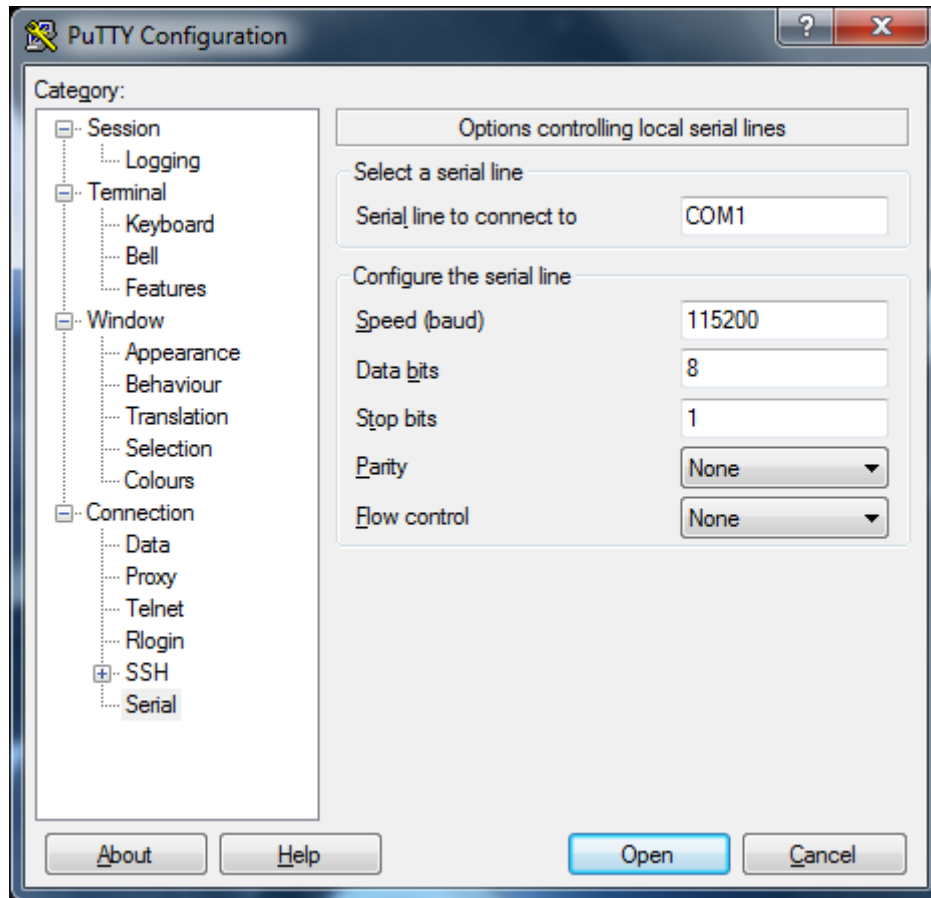 PuTTY Configuration
?
X
Category:
Session
Logging
Terminal
Keyboard
Bell
Features
Window
Appearance
Behaviour
Translation
Selection
Colours
Connection
Data
Proxy
Telnet
Rlogin
SSH
Serial
Options controlling local serial lines
Select a serial line
Serial line to connect to COM1
Configure the serial line
Speed (baud) 115200
Data bits 8
Stop bits 1
Parity None
Flow control None
About Help Open Cancel